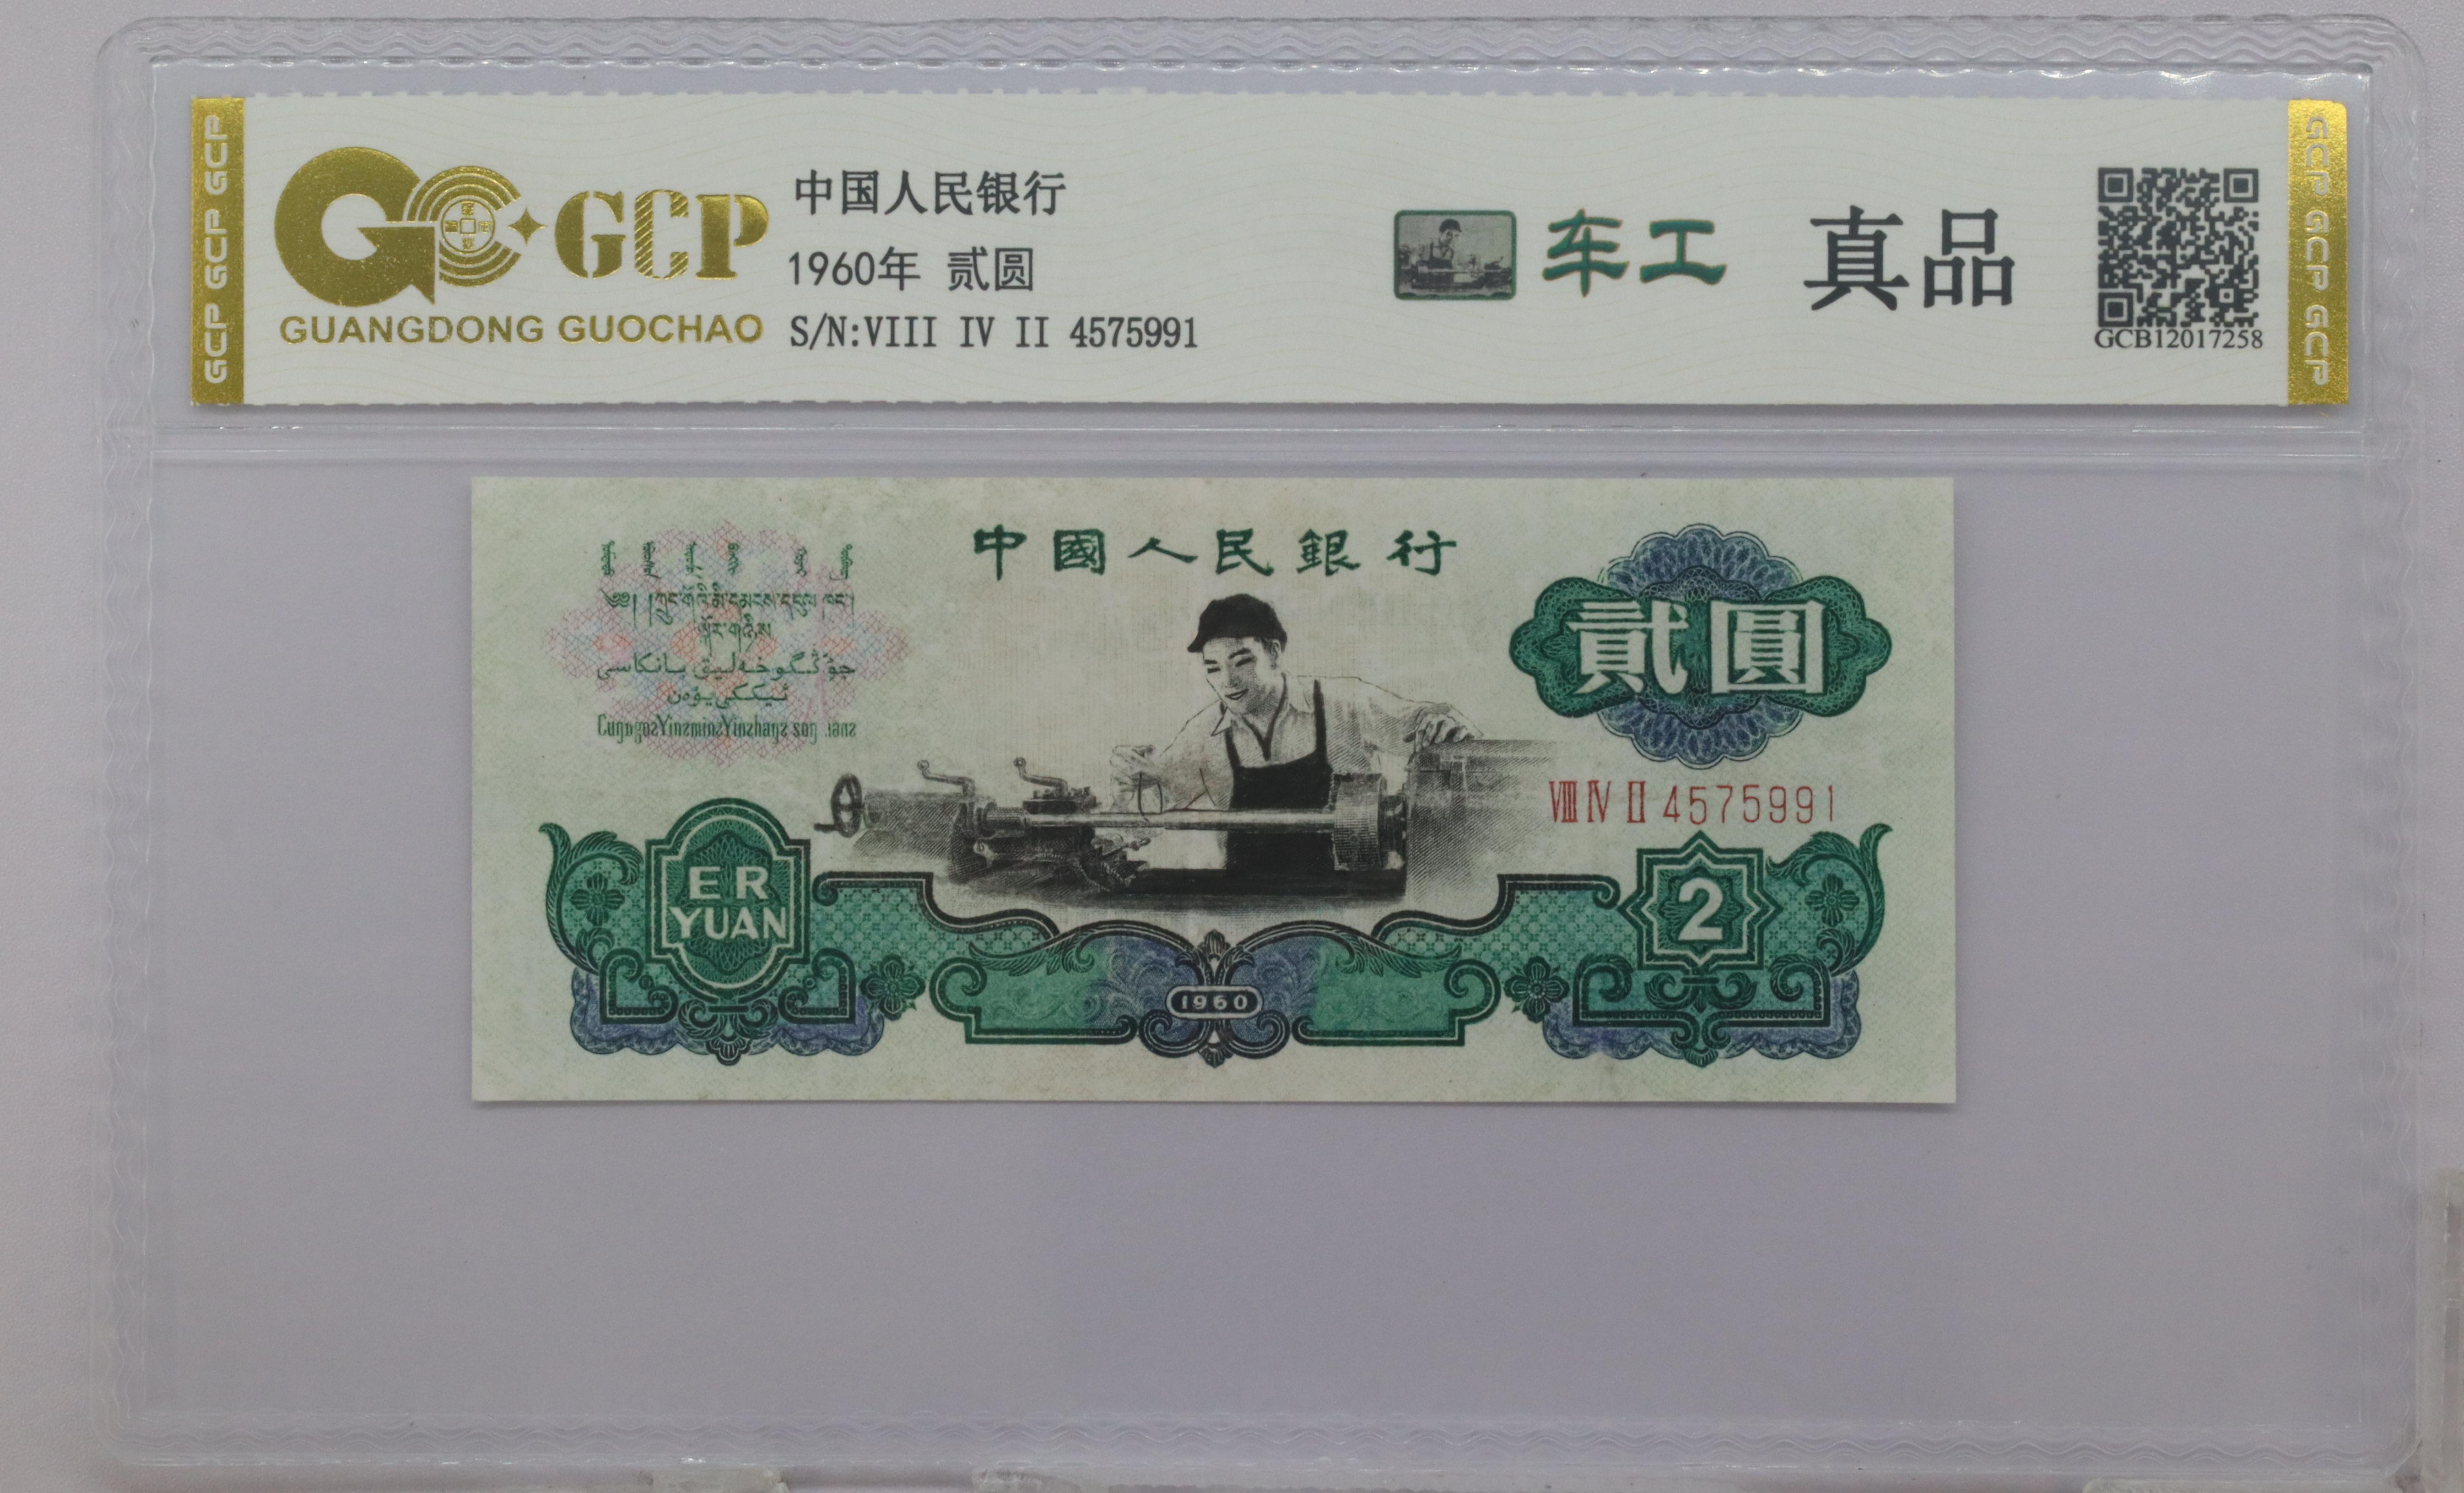 GCP GCP GCP
GCP
GUANGDONG GUOCHAO
中国人民银行
1960年 贰圆
S/N:VIII IV II 4575991
车工
真品
GCB12017258
GCP GCP GCP
中國人民銀行
貳圓
VIII IV II 4575991
ER
YUAN
1960
2